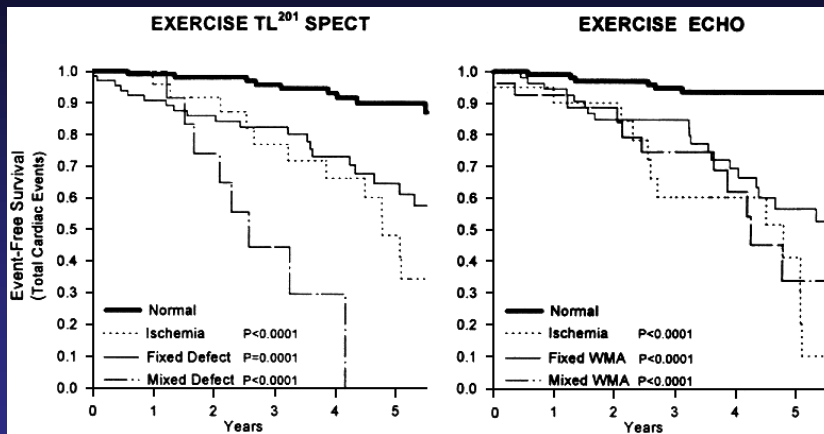 EXERCISE TL²⁰¹ SPECT
Event-Free Survival
(Total Cardiac Events)
1.0
0.9
0.8
0.7
0.6
0.5
0.4
0.3
0.2
0.1
0.0
Normal
Ischemia P<0.0001
Fixed Defect P=0.0001
Mixed Defect P<0.0001
0 1 2 3 4 5
Years
EXERCISE ECHO
1.0
0.9
0.8
0.7
0.6
0.5
0.4
0.3
0.2
0.1
0.0
Normal
Ischemia P<0.0001
Fixed WMA P<0.0001
Mixed WMA P<0.0001
0 1 2 3 4 5
Years